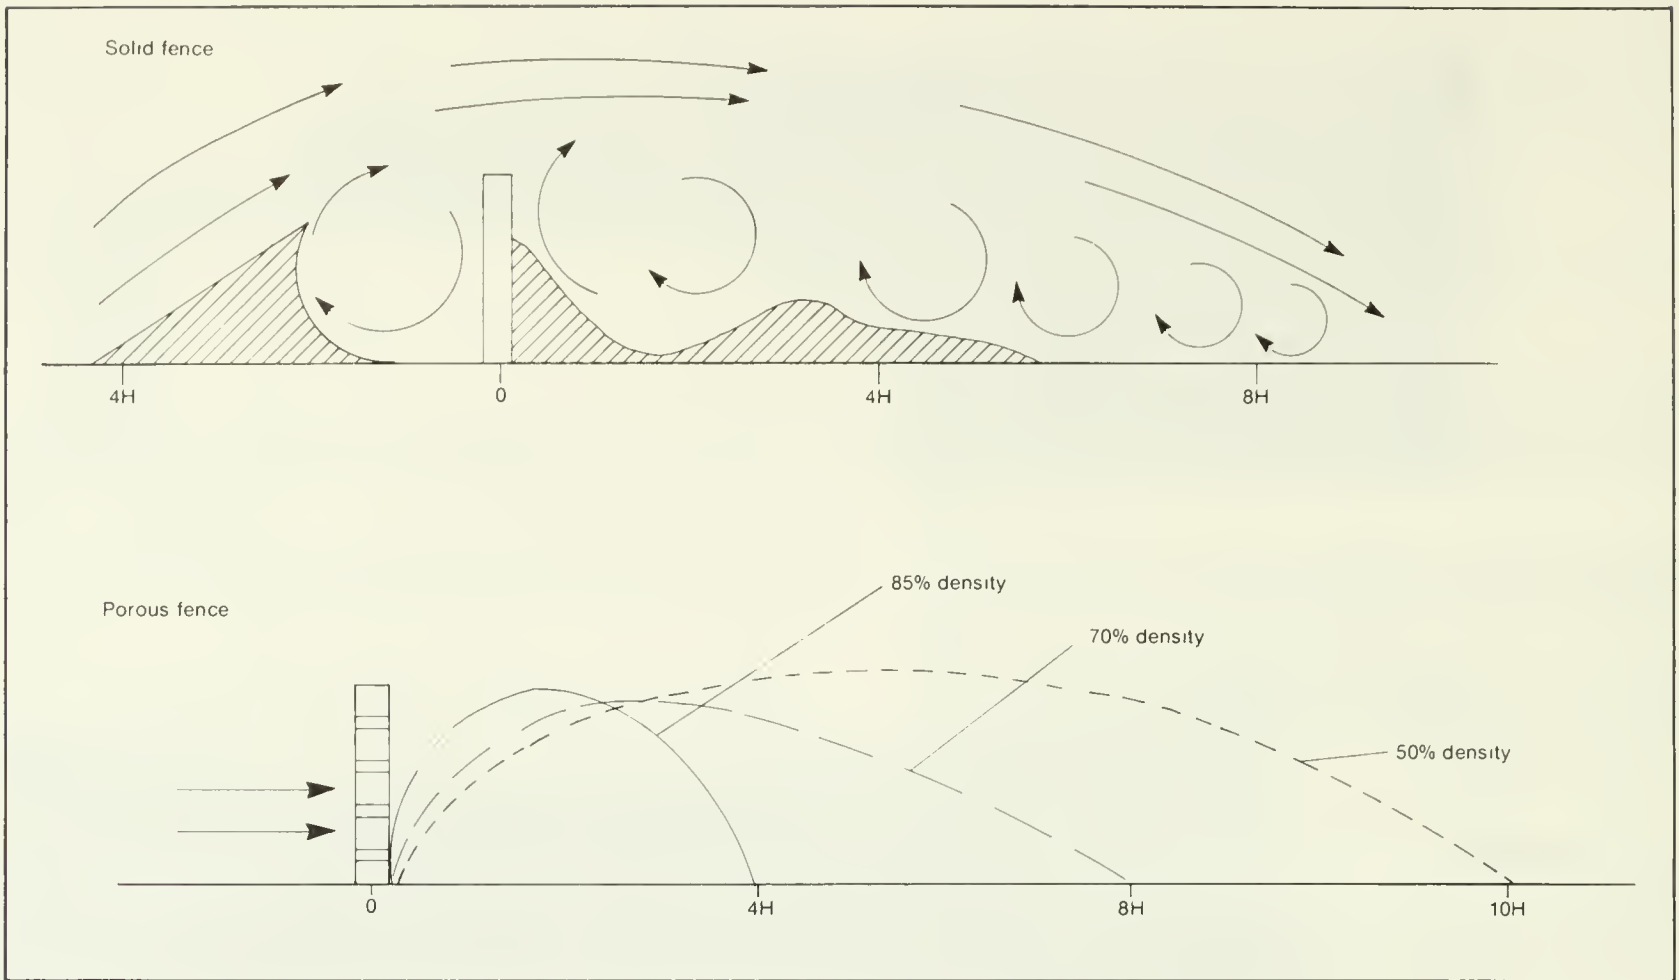 Solid fence
4H 0 4H 8H
85% density
Porous fence
70% density
50% density
0 4H 8H 10H